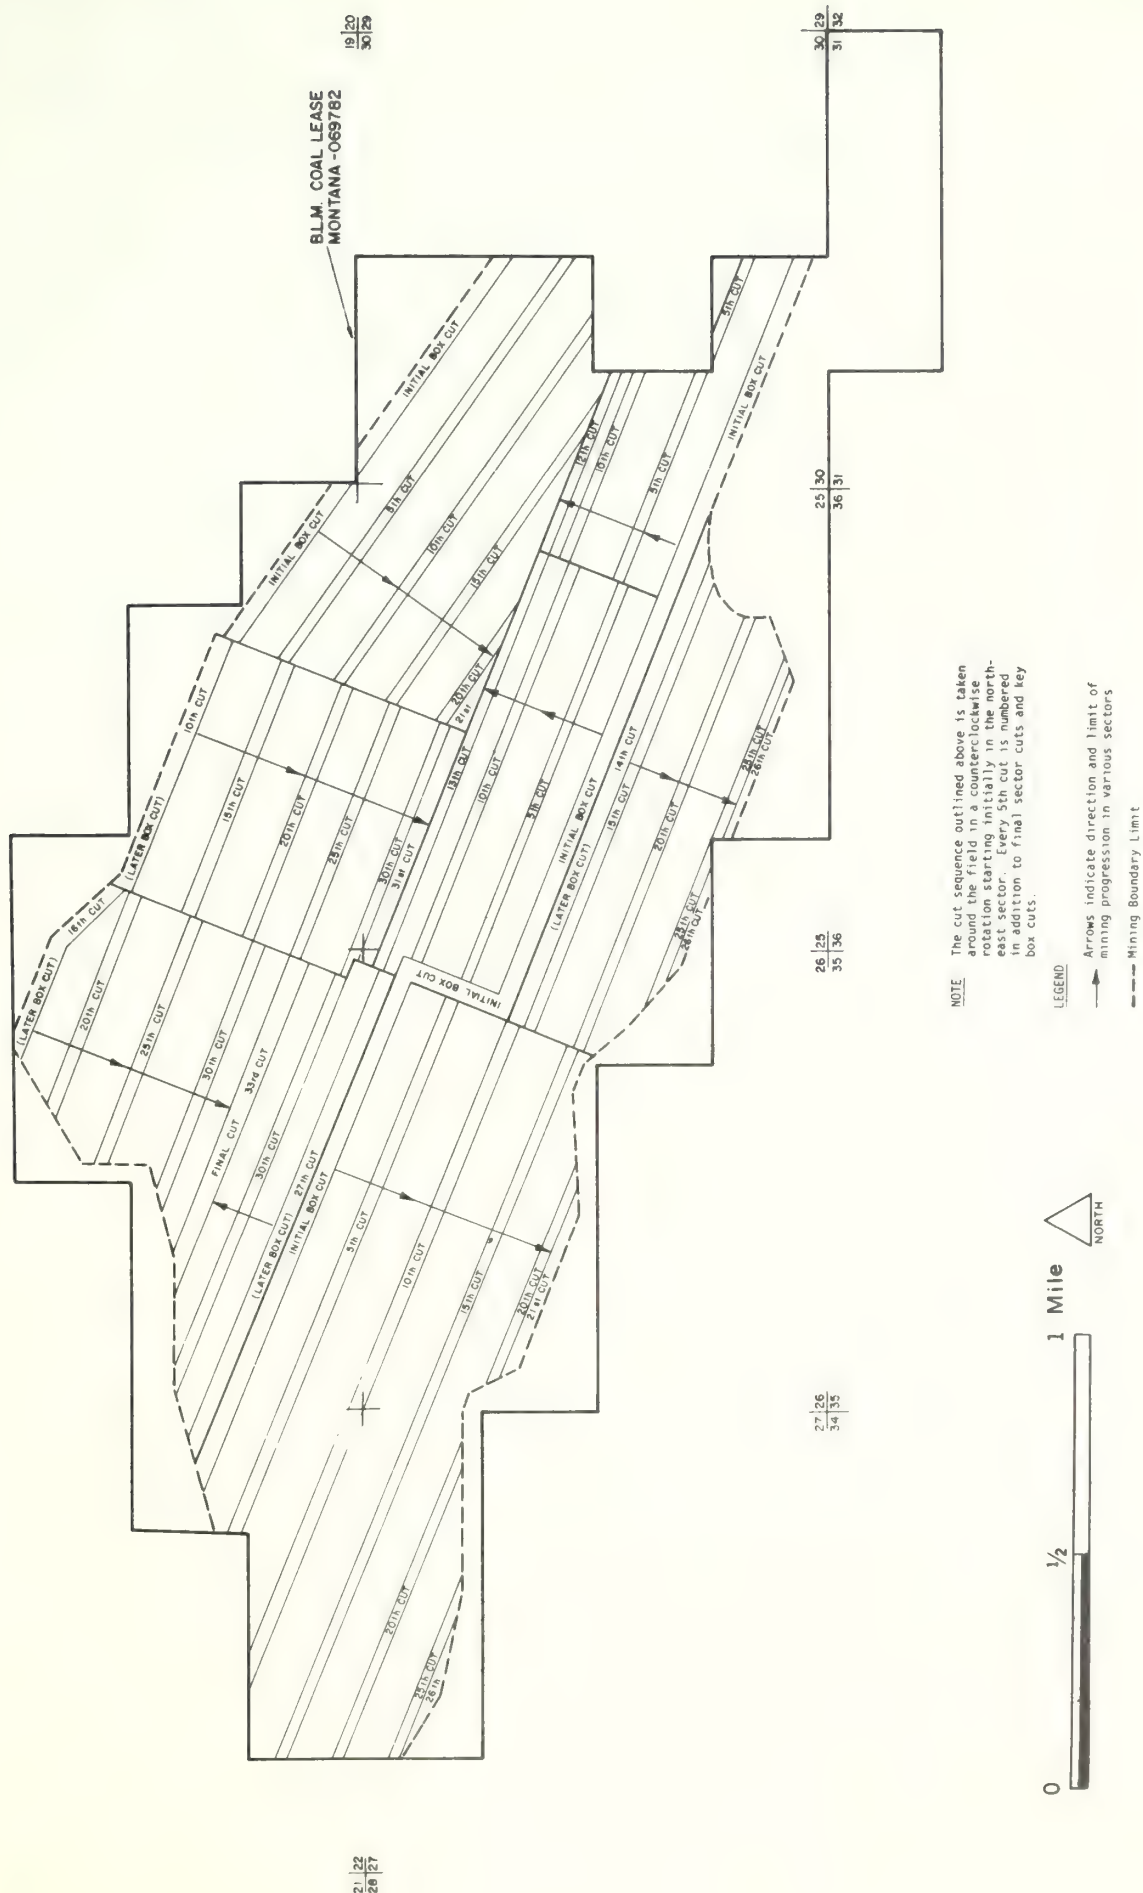 19|20
30|29
30|29
31|32
B.L.M. COAL LEASE
MONTANA-069782
INITIAL BOX CUT
INITIAL BOX CUT
5th CUT
10th CUT
15th CUT
20th CUT
21st
5th CUT
INITIAL BOX CUT
12th CUT
10th CUT
5th CUT
25|30
36|31
(LATER BOX CUT)
10th CUT
15th CUT
20th CUT
25th CUT
30th CUT
31st CUT
13th CUT
10th CUT
5th CUT
INITIAL BOX CUT
(LATER BOX CUT)
14th CUT
15th CUT
20th CUT
25th CUT
26th CUT
25th CUT
26th CUT
26|25
35|36
(LATER BOX CUT)
16th CUT
20th CUT
25th CUT
30th CUT
33rd CUT
FINAL CUT
30th CUT
(LATER BOX CUT) 27th CUT
INITIAL BOX CUT
INITIAL BOX CUT
5th CUT
10th CUT
15th CUT
20th CUT
21st CUT
20th CUT
25th CUT
26th
27|26
34|35
21|22
28|27
NOTE
The cut sequence outlined above is taken
around the field in a counterclockwise
rotation starting initially in the north-
east sector. Every 5th cut is numbered
in addition to final sector cuts and key
box cuts.
LEGEND
Arrows indicate direction and limit of
mining progression in various sectors
Mining Boundary Limit
0
1/2
1 Mile
NORTH